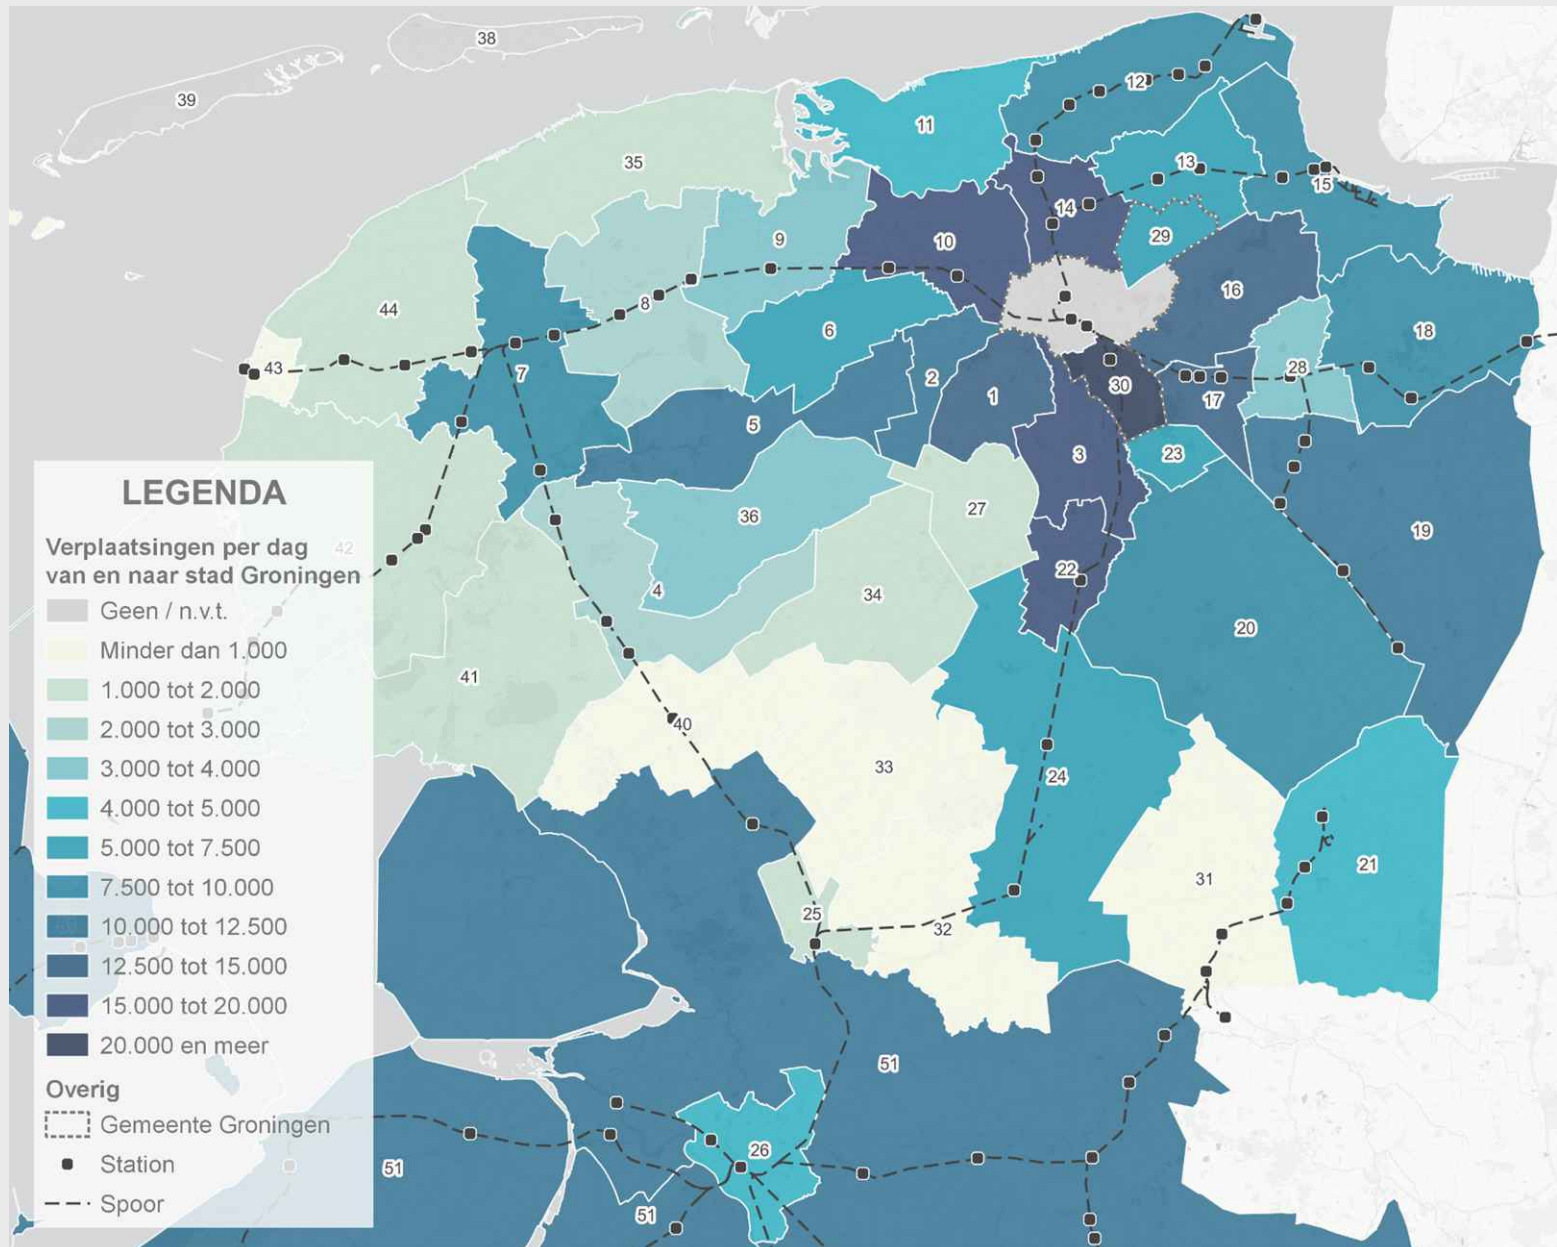 38
39
12
11
35
13
15
14
9
29
10
16
44
8
6
18
43
7
2
28
1
30
17
5
3
23
36
27
19
42
22
4
34
20
41
40
33
24
31
21
25
32
51
26
51
51
LEGENDA
Verplaatsingen per dag
van en naar stad Groningen
Geen / n.v.t.
Minder dan 1.000
1.000 tot 2.000
2.000 tot 3.000
3.000 tot 4.000
4.000 tot 5.000
5.000 tot 7.500
7.500 tot 10.000
10.000 tot 12.500
12.500 tot 15.000
15.000 tot 20.000
20.000 en meer
Overig
Gemeente Groningen
Station
Spoor